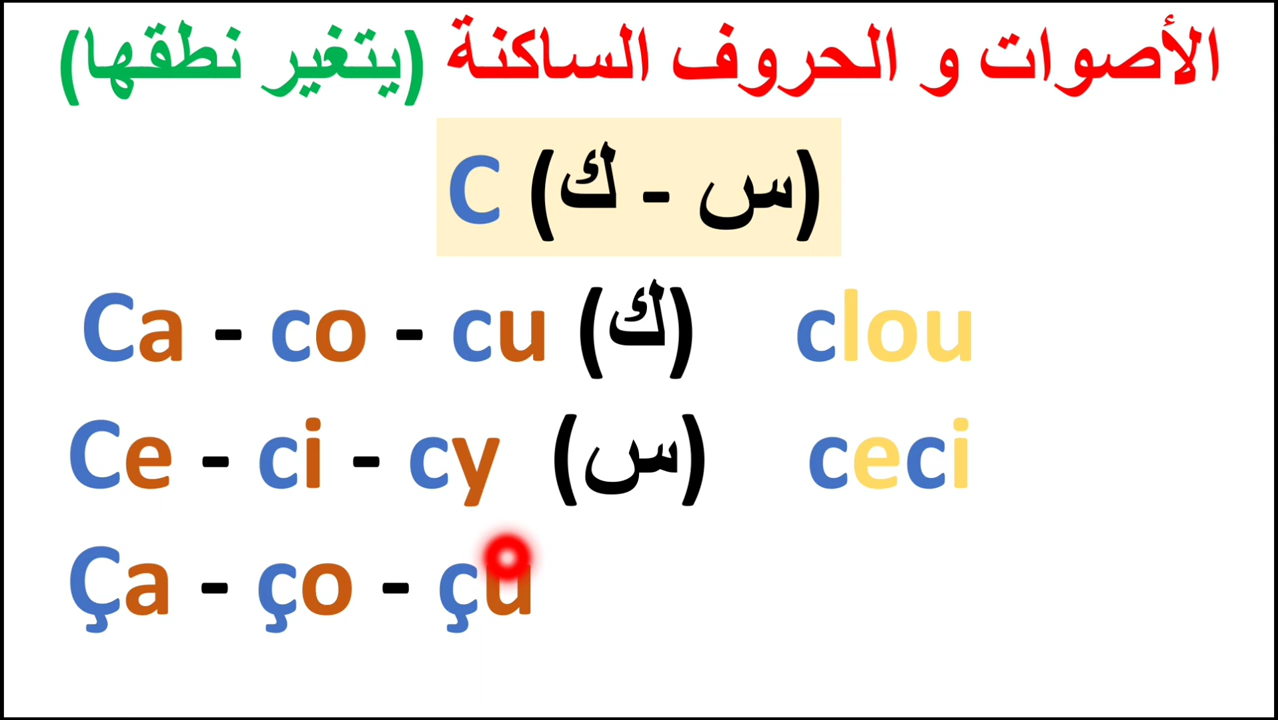 الأصوات و الحروف الساكنة (يتغير نطقها)
C (س - ك)
Ca - co - cu (ك) clou
Ce - ci - cy (س) ceci
Ça - ço - çu